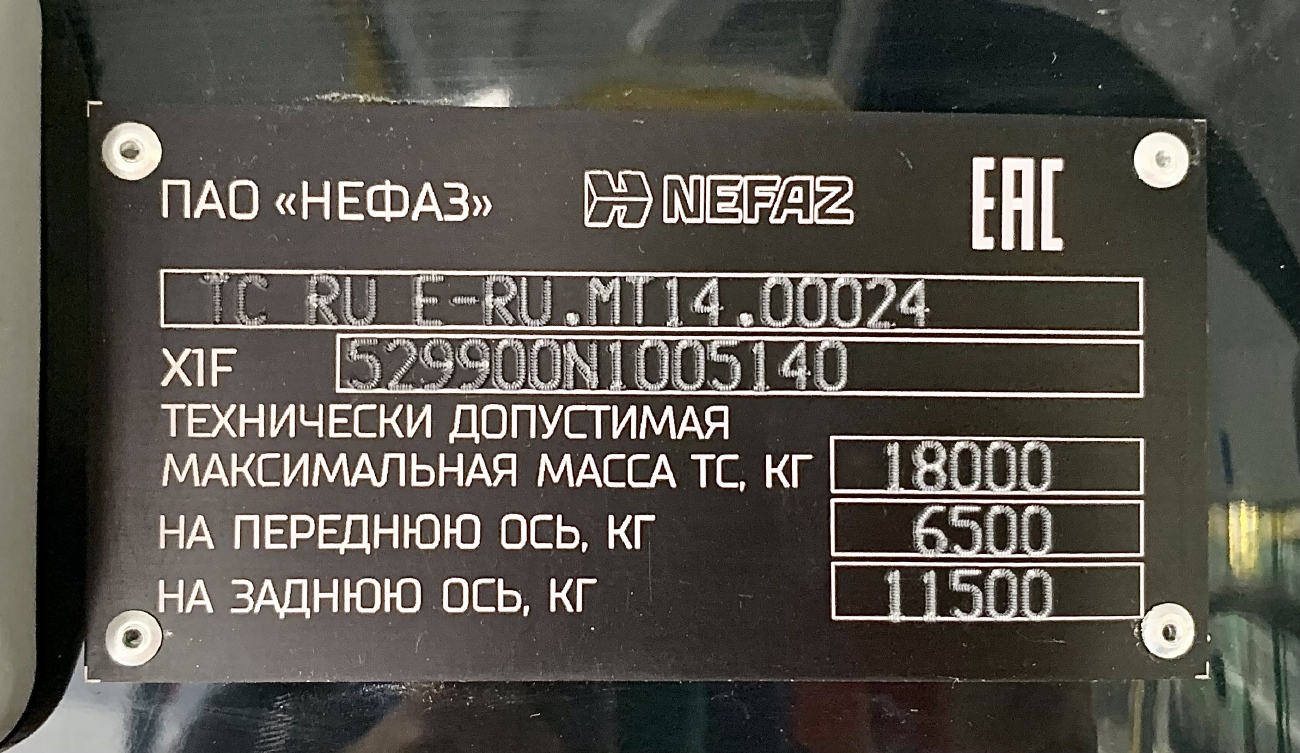 ПАО «НЕФАЗ» NEFAZ EAC
TC RU E-RU.MT14.00024
X1F 529900N1005140
ТЕХНИЧЕСКИ ДОПУСТИМАЯ
МАКСИМАЛЬНАЯ МАССА ТС, КГ 18000
НА ПЕРЕДНЮЮ ОСЬ, КГ 6500
НА ЗАДНЮЮ ОСЬ, КГ 11500